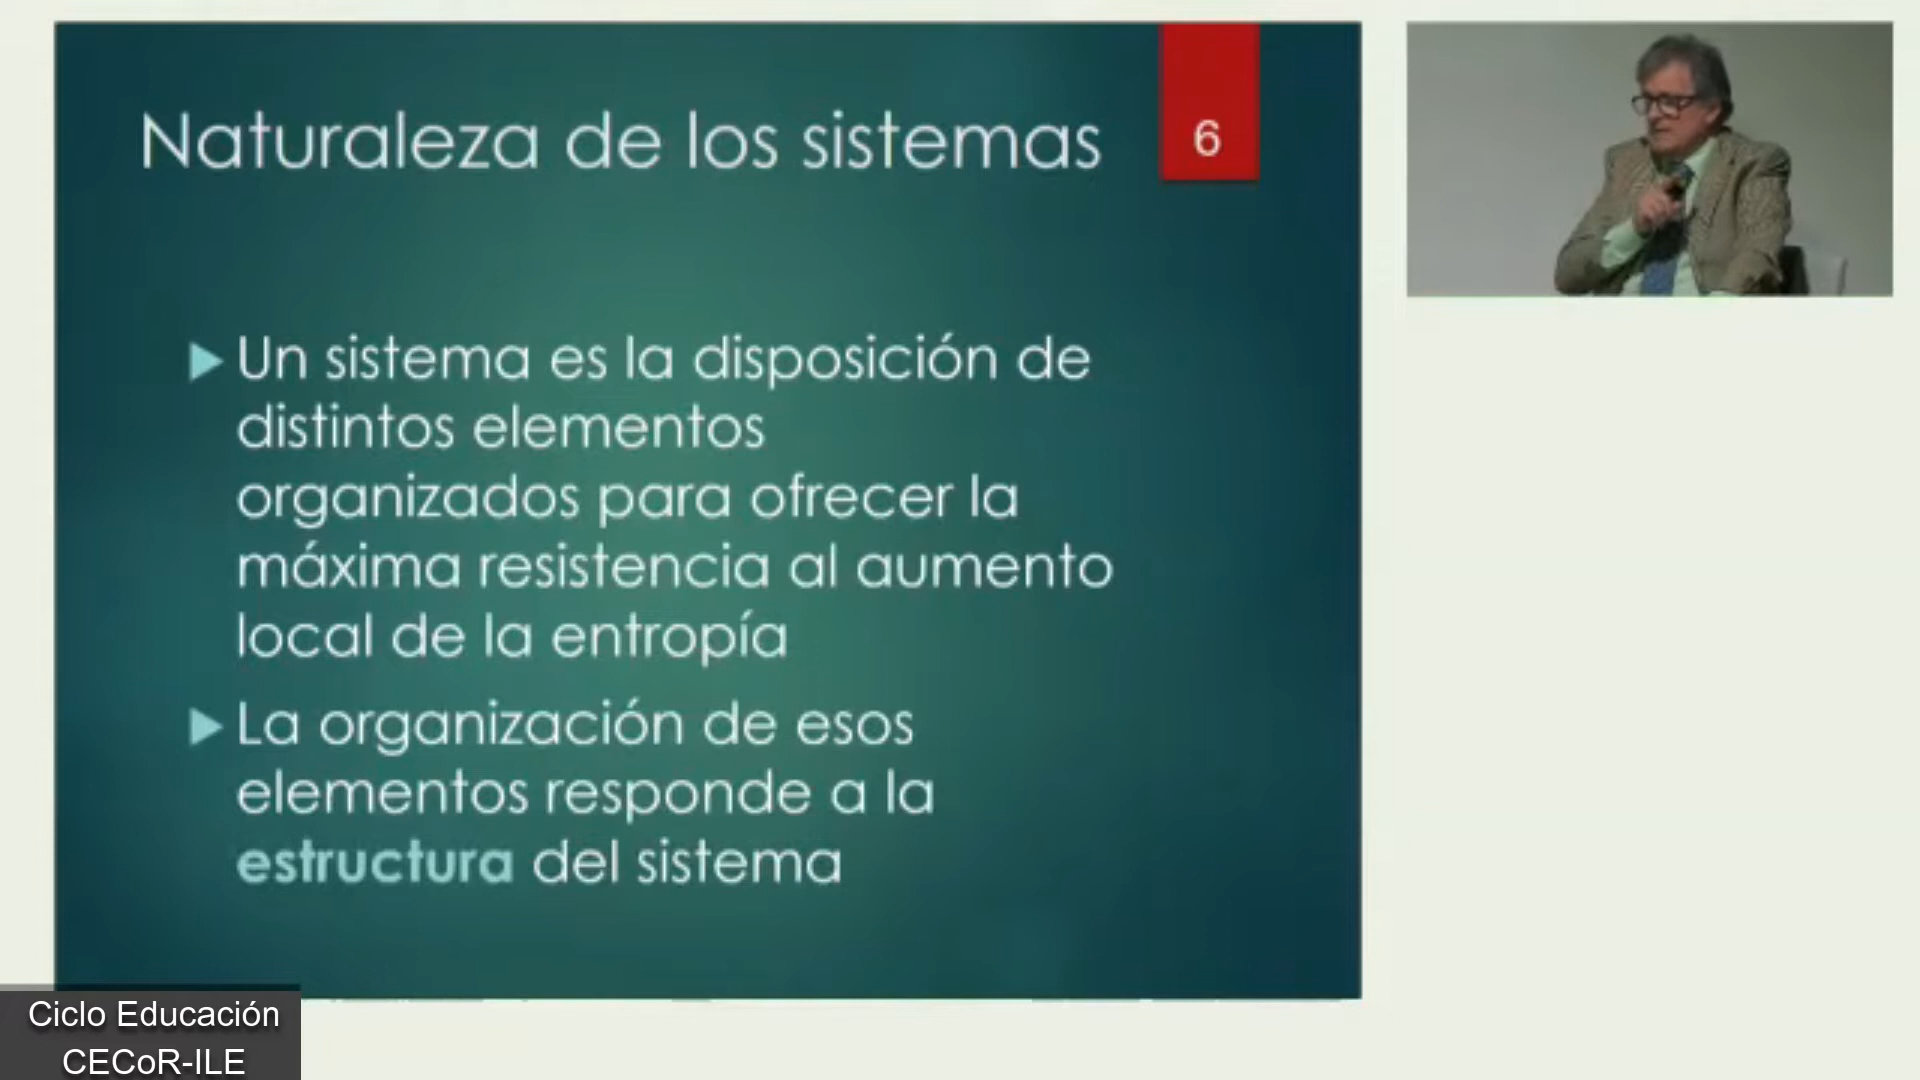 Naturaleza de los sistemas
6
Un sistema es la disposición de
distintos elementos
organizados para ofrecer la
máxima resistencia al aumento
local de la entropía
La organización de esos
elementos responde a la
estructura del sistema
Ciclo Educación
CECoR-ILE